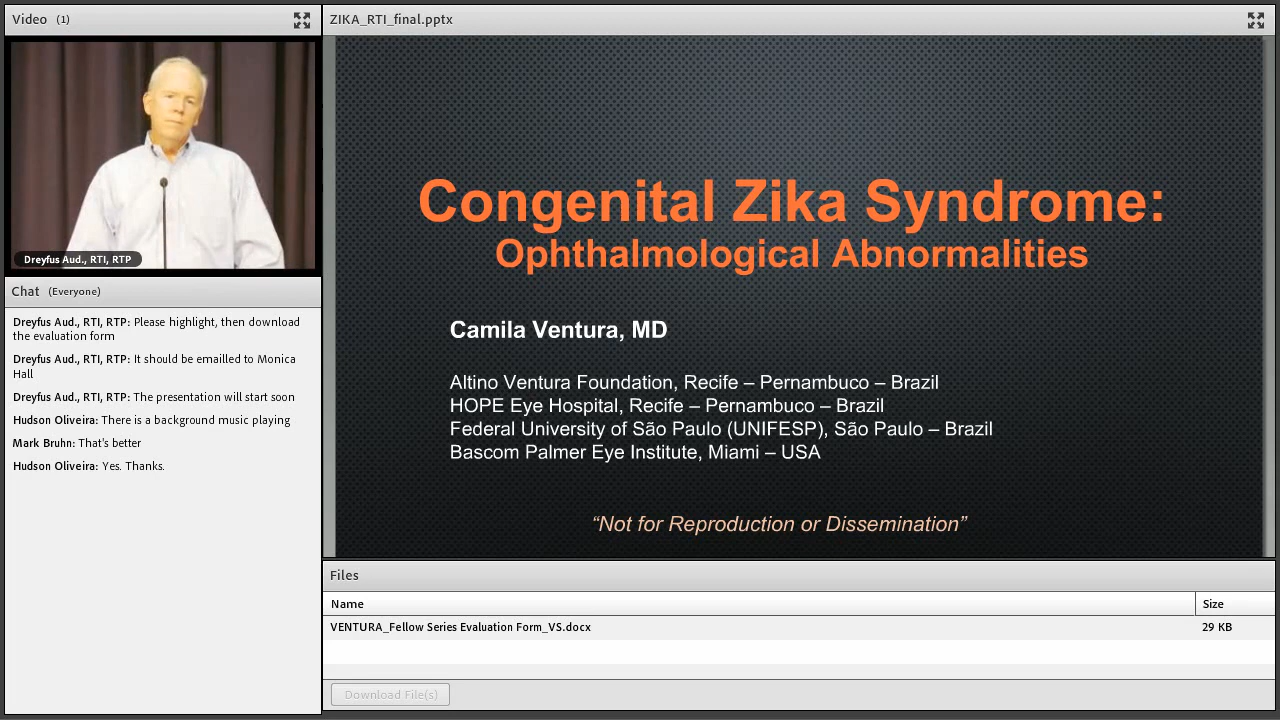 Video (1)
Dreyfus Aud., RTI, RTP
Chat (Everyone)
Dreyfus Aud., RTI, RTP: Please highlight, then download
the evaluation form
Dreyfus Aud., RTI, RTP: It should be emailled to Monica
Hall
Dreyfus Aud., RTI, RTP: The presentation will start soon
Hudson Oliveira: There is a background music playing
Mark Bruhn: That's better
Hudson Oliveira: Yes. Thanks.
ZIKA_RTI_final.pptx
Congenital Zika Syndrome:
Ophthalmological Abnormalities
Camila Ventura, MD
Altino Ventura Foundation, Recife – Pernambuco – Brazil
HOPE Eye Hospital, Recife – Pernambuco – Brazil
Federal University of São Paulo (UNIFESP), São Paulo – Brazil
Bascom Palmer Eye Institute, Miami – USA
“Not for Reproduction or Dissemination”
Files
Name Size
VENTURA_Fellow Series Evaluation Form_VS.docx 29 KB
Download File(s)